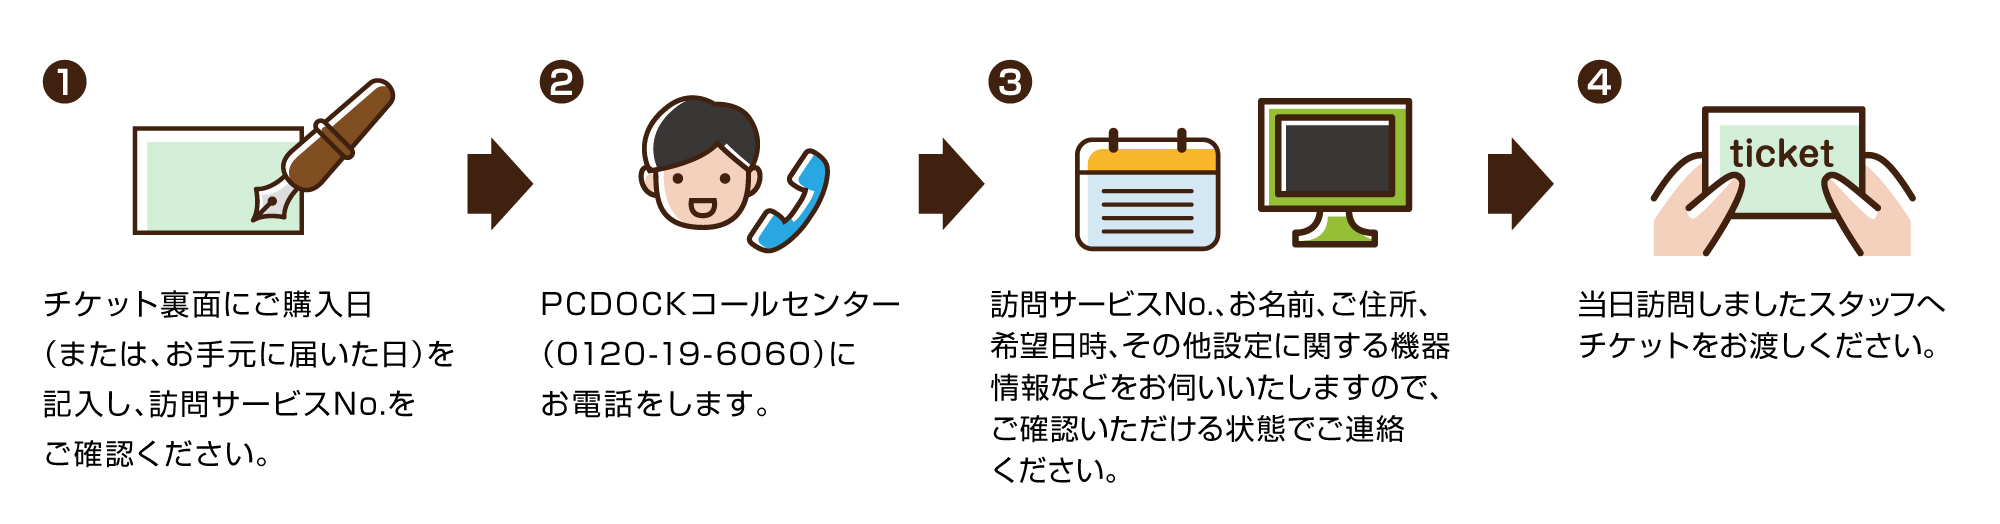 1
チケット裏面にご購入日
（または、お手元に届いた日）を
記入し、訪問サービスNo.を
ご確認ください。
2
PCDOCKコールセンター
（0120-19-6060）に
お電話をします。
3
訪問サービスNo.、お名前、ご住所、
希望日時、その他設定に関する機器
情報などをお伺いいたしますので、
ご確認いただける状態でご連絡
ください。
4
ticket
当日訪問しましたスタッフへ
チケットをお渡しください。